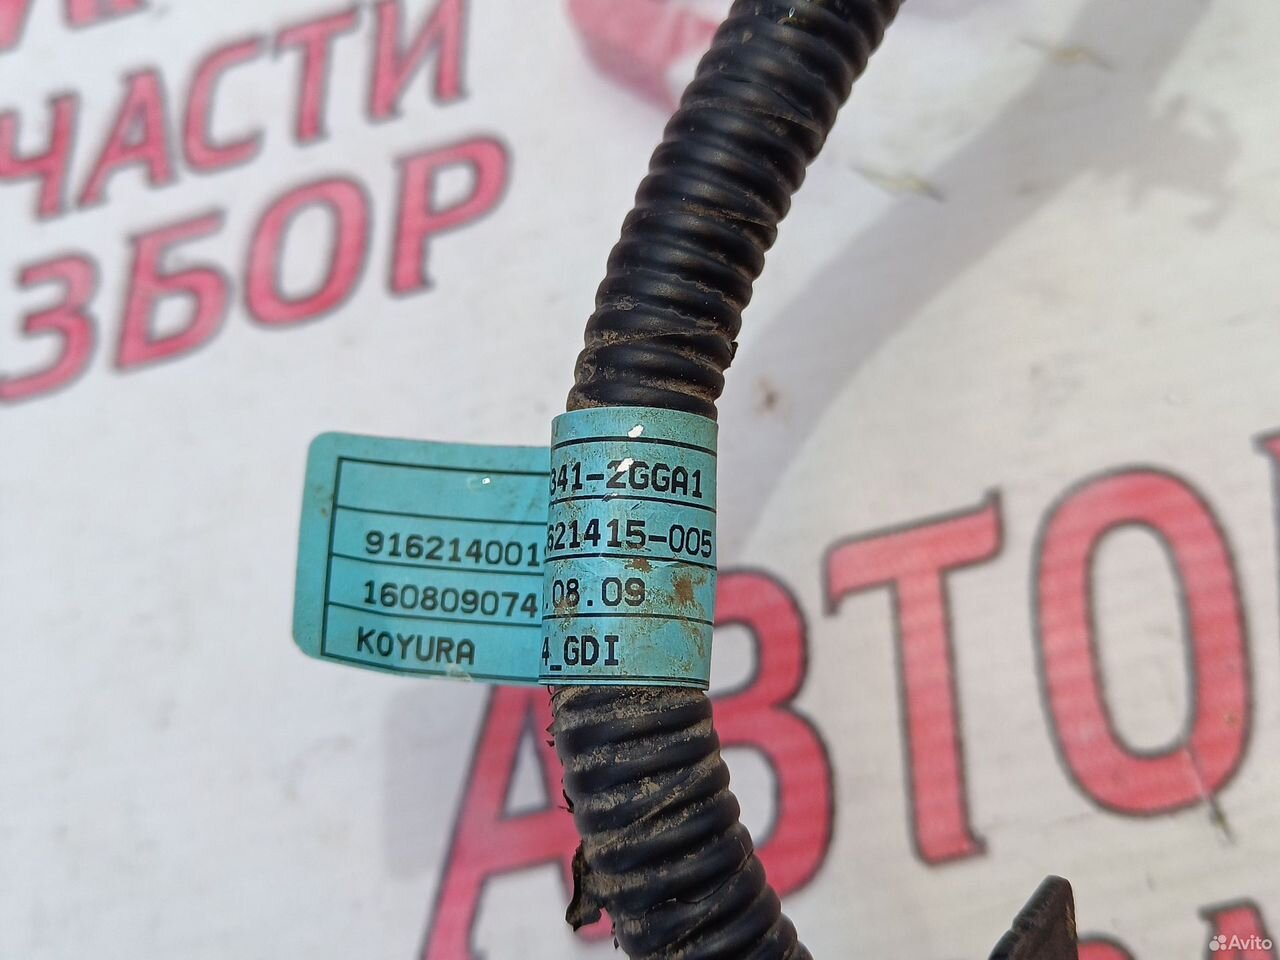 ЧАСТИ
ЗБОР
341-2GGA1
916214001
621415-005
160809074
.08.09
KOYURA
4_GDI
АВТО
Avito